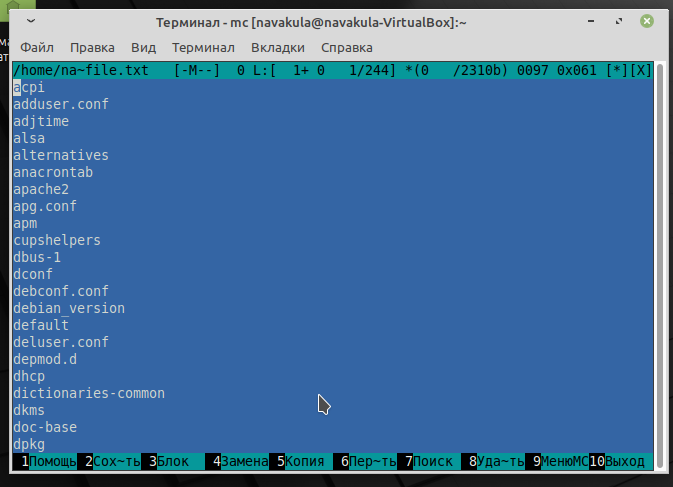 Терминал - mc [navakula@navakula-VirtualBox]:~
Файл Правка Вид Терминал Вкладки Справка
/home/na~file.txt [-M--] 0 L:[ 1+ 0 1/244] *(0 /2310b) 0097 0x061 [*][X]
acpi
adduser.conf
adjtime
alsa
alternatives
anacrontab
apache2
apg.conf
apm
cupshelpers
dbus-1
dconf
debconf.conf
debian_version
default
deluser.conf
depmod.d
dhcp
dictionaries-common
dkms
doc-base
dpkg
1Помощь 2Сох~ть 3Блок 4Замена 5Копия 6Пер~ть 7Поиск 8Уда~ть 9МенюMC 10Выход